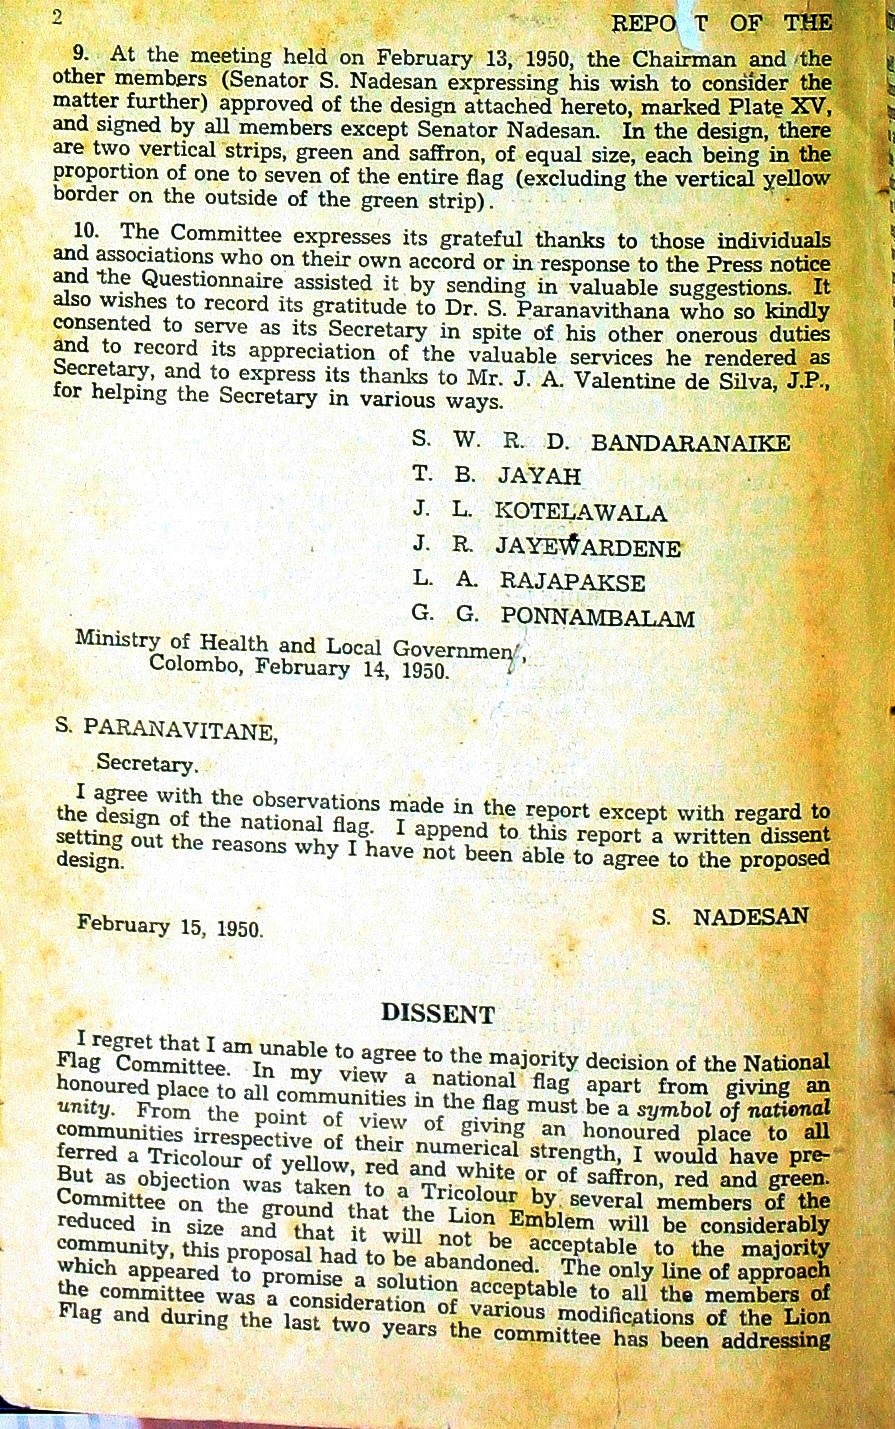 2
REPO T OF THE
9. At the meeting held on February 13, 1950, the Chairman and the
other members (Senator S. Nadesan expressing his wish to consider the
matter further) approved of the design attached hereto, marked Plate XV,
and signed by all members except Senator Nadesan. In the design, there
are two vertical strips, green and saffron, of equal size, each being in the
proportion of one to seven of the entire flag (excluding the vertical yellow
border on the outside of the green strip).
10. The Committee expresses its grateful thanks to those individuals
and associations who on their own accord or in response to the Press notice
and the Questionnaire assisted it by sending in valuable suggestions. It
also wishes to record its gratitude to Dr. S. Paranavithana who so kindly
consented to serve as its Secretary in spite of his other onerous duties
and to record its appreciation of the valuable services he rendered as
Secretary, and to express its thanks to Mr. J. A. Valentine de Silva, J.P.,
for helping the Secretary in various ways.
S. W. R. D. BANDARANAIKE
T. B. JAYAH
J. L. KOTELAWALA
J. R. JAYEWARDENE
L. A. RAJAPAKSE
G. G. PONNAMBALAM
Ministry of Health and Local Government,
Colombo, February 14, 1950.
S. PARANAVITANE,
Secretary.
I agree with the observations made in the report except with regard to
the design of the national flag. I append to this report a written dissent
setting out the reasons why I have not been able to agree to the proposed
design.
S. NADESAN
February 15, 1950.
DISSENT
I regret that I am unable to agree to the majority decision of the National
Flag Committee. In my view a national flag apart from giving an
honoured place to all communities in the flag must be a symbol of national
unity. From the point of view of giving an honoured place to all
communities irrespective of their numerical strength, I would have pre-
ferred a Tricolour of yellow, red and white or of saffron, red and green.
But as objection was taken to a Tricolour by several members of the
Committee on the ground that the Lion Emblem will be considerably
reduced in size and that it will not be acceptable to the majority
community, this proposal had to be abandoned. The only line of approach
which appeared to promise a solution acceptable to all the members of
the committee was a consideration of various modifications of the Lion
Flag and during the last two years the committee has been addressing